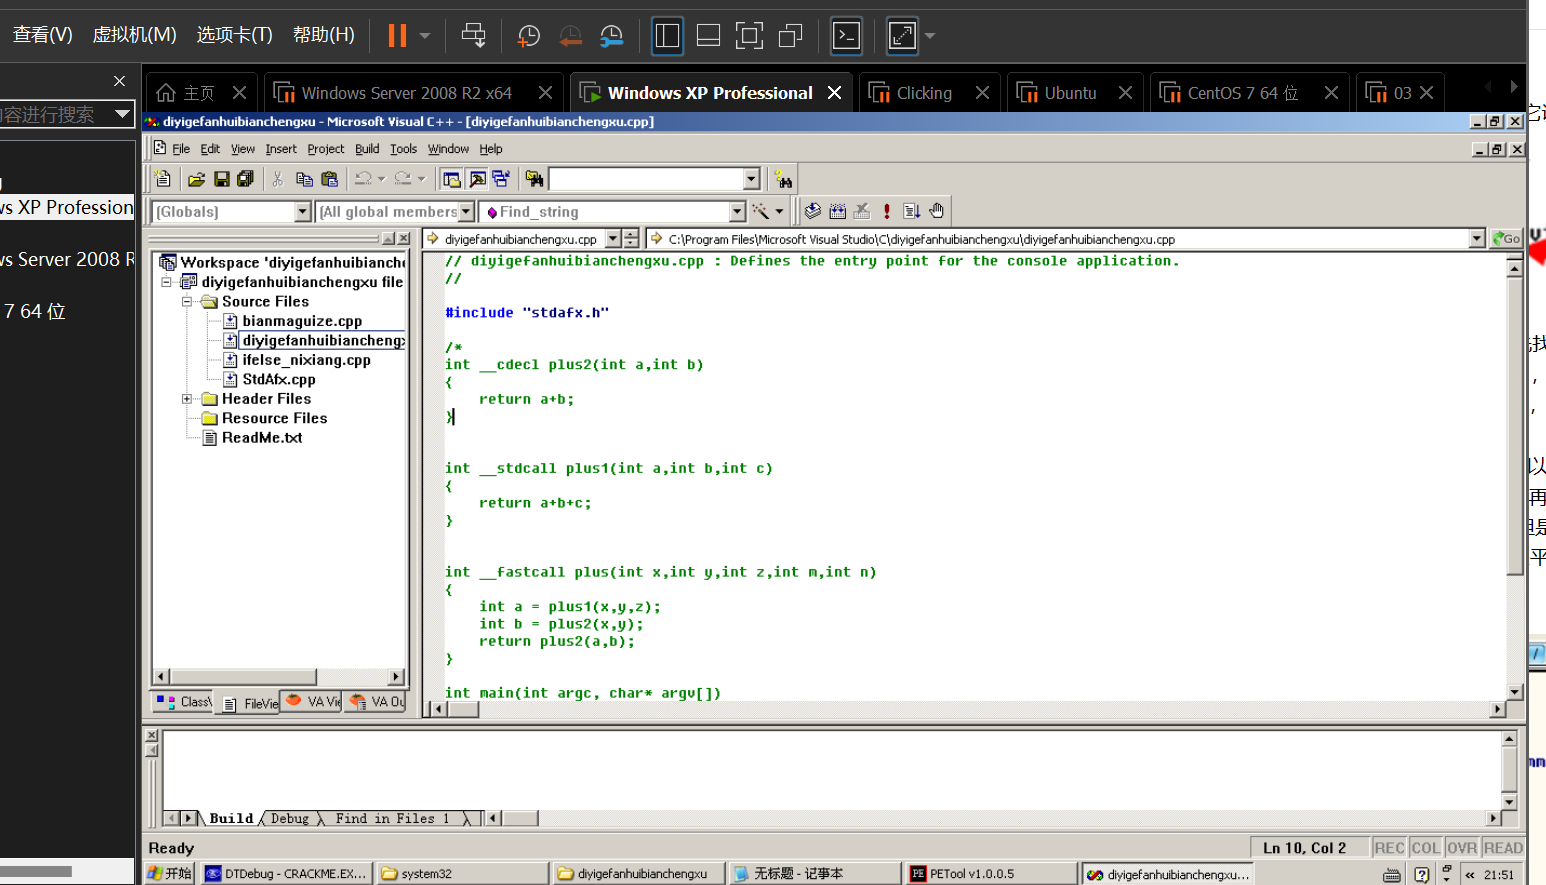 查看(V) 虚拟机(M) 选项卡(T) 帮助(H)
主页 Windows Server 2008 R2 x64 Windows XP Professional Clicking Ubuntu CentOS 7 64 位 03
内容进行搜索
ws XP Profession
ws Server 2008 R
7 64 位
diyigefanhuibianchengxu - Microsoft Visual C++ - [diyigefanhuibianchengxu.cpp]
File Edit View Insert Project Build Tools Window Help
(Globals) (All global members Find_string
diyigefanhuibianchengxu.cpp C:\Program Files\Microsoft Visual Studio\C\diyigefanhuibianchengxu\diyigefanhuibianchengxu.cpp Go
Workspace 'diyigefanhuibianche
diyigefanhuibianchengxu file
Source Files
bianmaguize.cpp
diyigefanhuibianchengx
ifelse_nixiang.cpp
StdAfx.cpp
Header Files
Resource Files
ReadMe.txt
ClassV FileVie VA Vie VA Ou
// diyigefanhuibianchengxu.cpp : Defines the entry point for the console application.
//
#include "stdafx.h"
/*
int __cdecl plus2(int a,int b)
{
return a+b;
}
int __stdcall plus1(int a,int b,int c)
{
return a+b+c;
}
int __fastcall plus(int x,int y,int z,int m,int n)
{
int a = plus1(x,y,z);
int b = plus2(x,y);
return plus2(a,b);
}
int main(int argc, char* argv[])
Build Debug Find in Files 1
Ready Ln 10, Col 2 REC COL OVR READ
开始 DTDebug - CRACKME.EX... system32 diyigefanhuibianchengxu 无标题 - 记事本 PETool v1.0.0.5 diyigefanhuibianchengxu... 21:51
找
以
再
但是
平